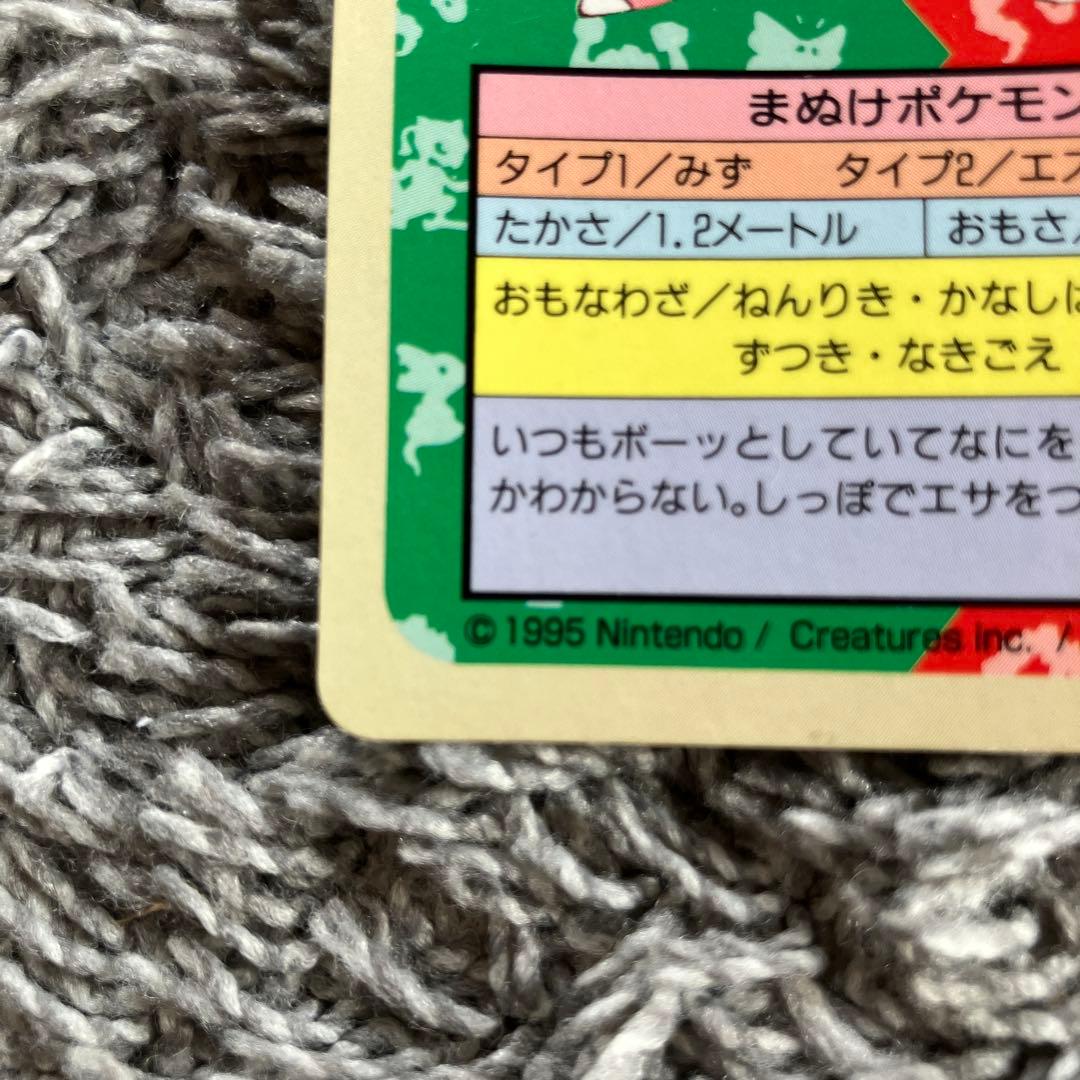 まぬけポケモン
タイプ1／みず　タイプ2／エス
たかさ／1.2メートル　おもさ／
おもなわざ／ねんりき・かなしば
ずつき・なきごえ
いつもボーッとしていてなにを
かわからない。しっぽでエサをつ
© 1995 Nintendo / Creatures inc. /